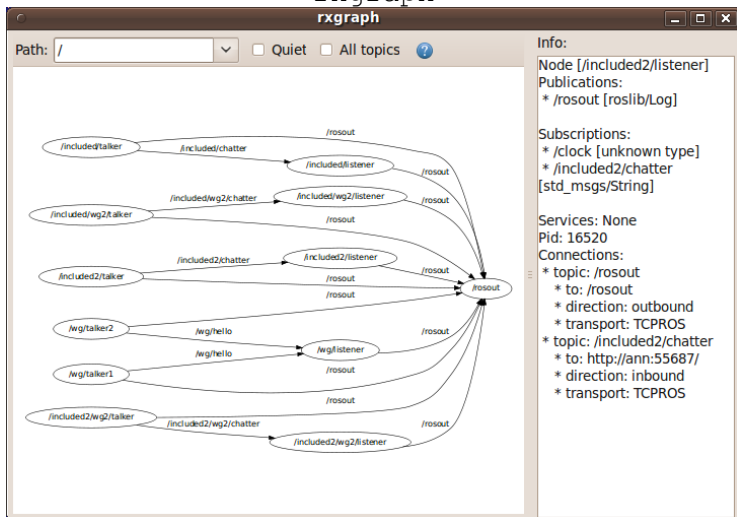 rxgraph
Path: /
Quiet
All topics
/rosout
/included/talker
/included/chatter
/included/listener
/rosout
/included/wg2/chatter
/included/wg2/listener
/rosout
/included/wg2/talker
/rosout
/included2/chatter
/included2/listener
/rosout
/included2/talker
/rosout
/rosout
/rosout
/wg/talker2
/wg/hello
/rosout
/wg/hello
/wg/listener
/wg/talker1
/rosout
/rosout
/included2/wg2/talker
/included2/wg2/chatter
/rosout
/included2/wg2/listener
Info:
Node [/included2/listener]
Publications:
* /rosout [roslib/Log]
Subscriptions:
* /clock [unknown type]
* /included2/chatter
[std_msgs/String]
Services: None
Pid: 16520
Connections:
* topic: /rosout
* to: /rosout
* direction: outbound
* transport: TCPROS
* topic: /included2/chatter
* to: http://ann:55687/
* direction: inbound
* transport: TCPROS